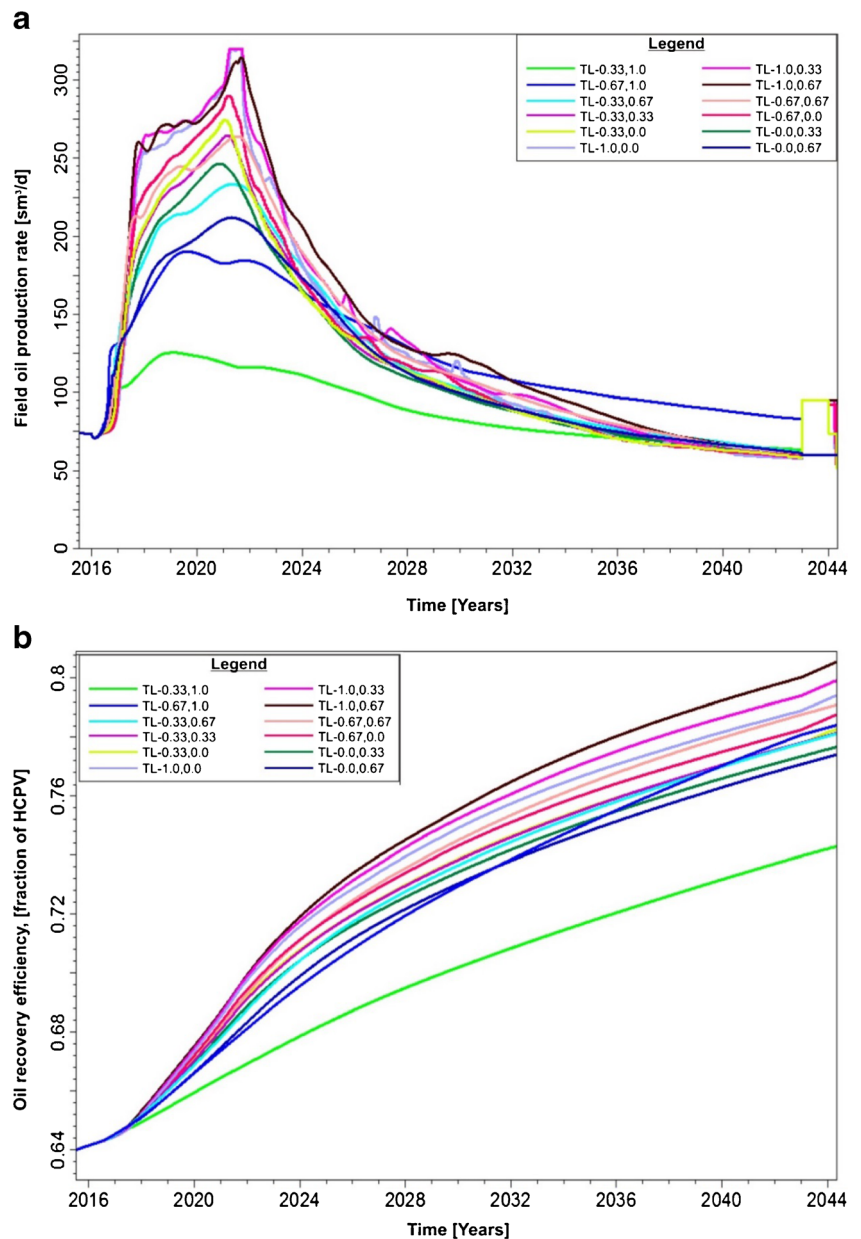 a
Field oil production rate [sm³/d]
300
250
200
150
100
50
0
Legend
TL-0.33,1.0 TL-1.0,0.33
TL-0.67,1.0 TL-1.0,0.67
TL-0.33,0.67 TL-0.67,0.67
TL-0.33,0.33 TL-0.67,0.0
TL-0.33,0.0 TL-0.0,0.33
TL-1.0,0.0 TL-0.0,0.67
2016 2020 2024 2028 2032 2036 2040 2044
Time [Years]
b
Oil recovery efficiency, [fraction of HCPV]
0.8
0.76
0.72
0.68
0.64
Legend
TL-0.33,1.0 TL-1.0,0.33
TL-0.67,1.0 TL-1.0,0.67
TL-0.33,0.67 TL-0.67,0.67
TL-0.33,0.33 TL-0.67,0.0
TL-0.33,0.0 TL-0.0,0.33
TL-1.0,0.0 TL-0.0,0.67
2016 2020 2024 2028 2032 2036 2040 2044
Time [Years]